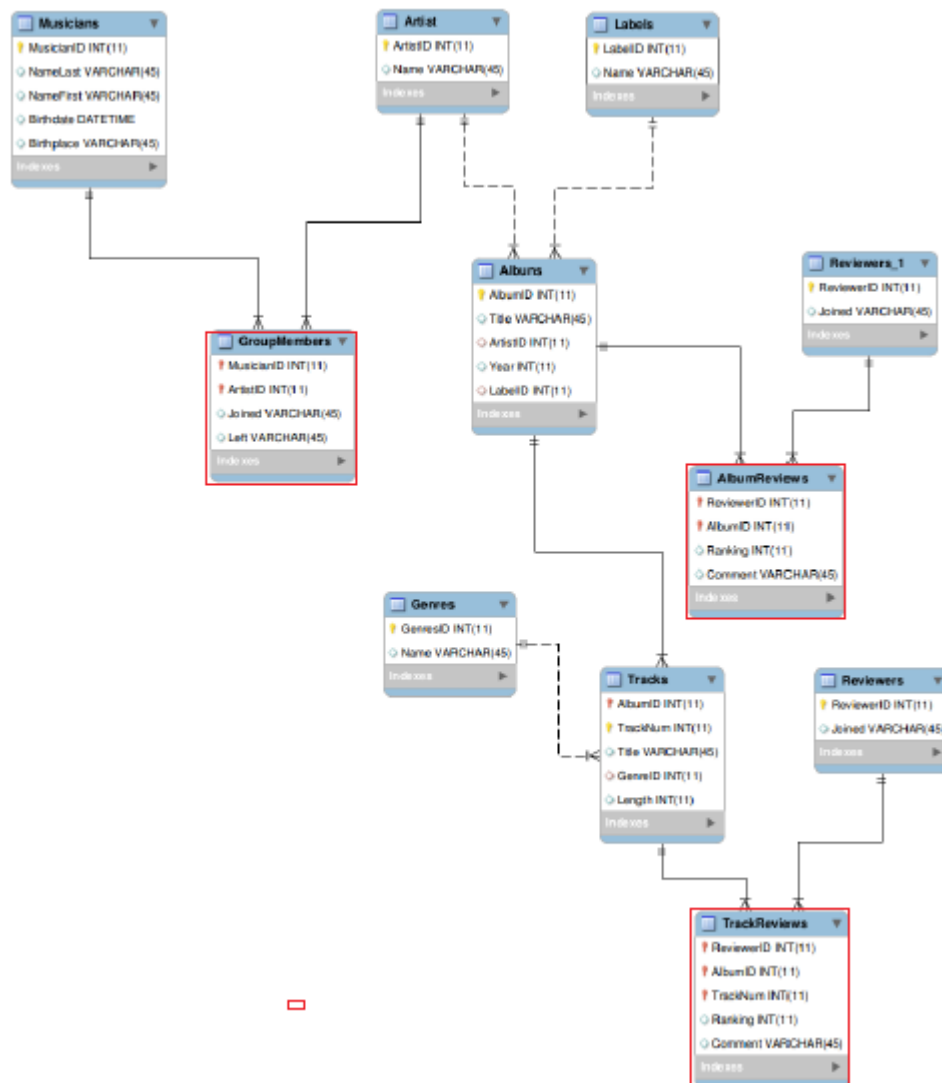 Musicians
MusicianID INT(11)
NameLast VARCHAR(45)
NameFirst VARCHAR(45)
Birthdate DATETIME
Birthplace VARCHAR(45)
Indexes
Artist
ArtistID INT(11)
Name VARCHAR(45)
Indexes
Labels
LabelID INT(11)
Name VARCHAR(45)
Indexes
Albuns
AlbumID INT(11)
Title VARCHAR(45)
ArtistID INT(11)
Year INT(11)
LabelID INT(11)
Indexes
Reviewers_1
ReviewerID INT(11)
Joined VARCHAR(45)
Indexes
GroupMembers
MusicianID INT(11)
ArtistID INT(11)
Joined VARCHAR(45)
Left VARCHAR(45)
Indexes
AlbumReviews
ReviewerID INT(11)
AlbumID INT(11)
Ranking INT(11)
Comment VARCHAR(45)
Indexes
Genres
GenresID INT(11)
Name VARCHAR(45)
Indexes
Tracks
AlbumID INT(11)
TrackNum INT(11)
Title VARCHAR(45)
GenreID INT(11)
Length INT(11)
Indexes
Reviewers
ReviewerID INT(11)
Joined VARCHAR(45)
Indexes
TrackReviews
ReviewerID INT(11)
AlbumID INT(11)
TrackNum INT(11)
Ranking INT(11)
Comment VARCHAR(45)
Indexes